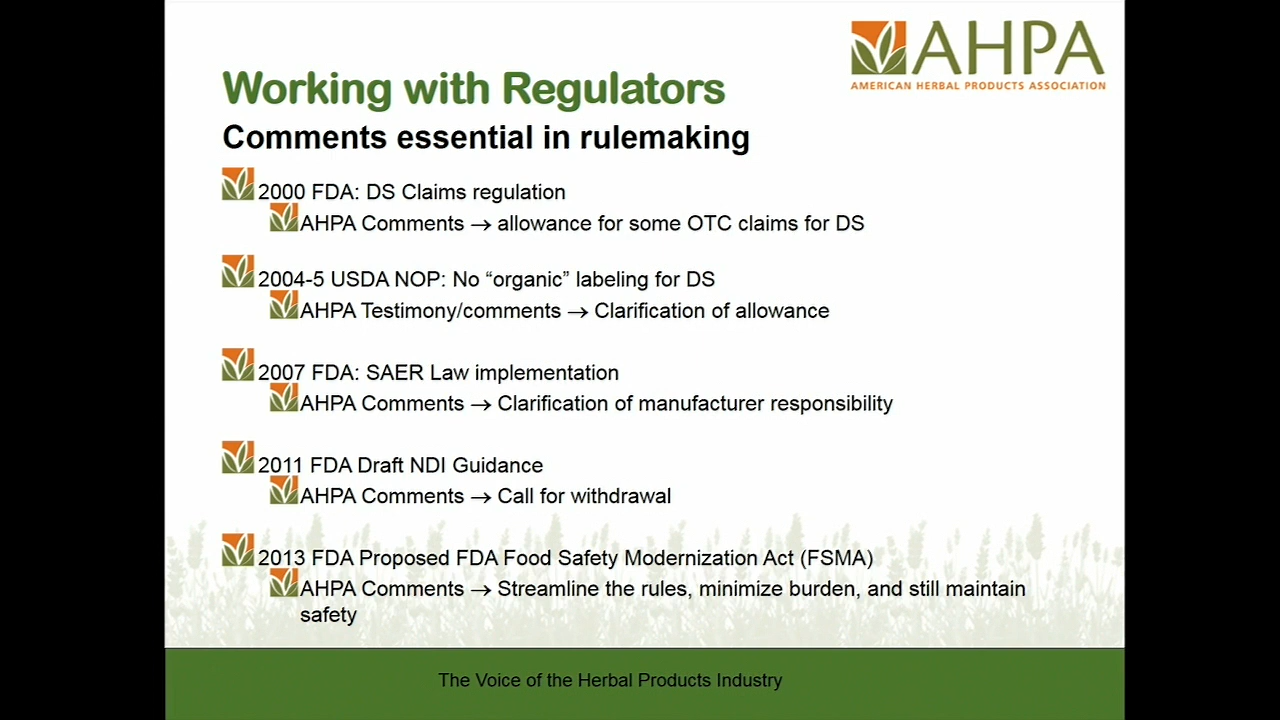 AHPA
AMERICAN HERBAL PRODUCTS ASSOCIATION
Working with Regulators
Comments essential in rulemaking
2000 FDA: DS Claims regulation
AHPA Comments → allowance for some OTC claims for DS
2004-5 USDA NOP: No “organic” labeling for DS
AHPA Testimony/comments → Clarification of allowance
2007 FDA: SAER Law implementation
AHPA Comments → Clarification of manufacturer responsibility
2011 FDA Draft NDI Guidance
AHPA Comments → Call for withdrawal
2013 FDA Proposed FDA Food Safety Modernization Act (FSMA)
AHPA Comments → Streamline the rules, minimize burden, and still maintain
safety
The Voice of the Herbal Products Industry